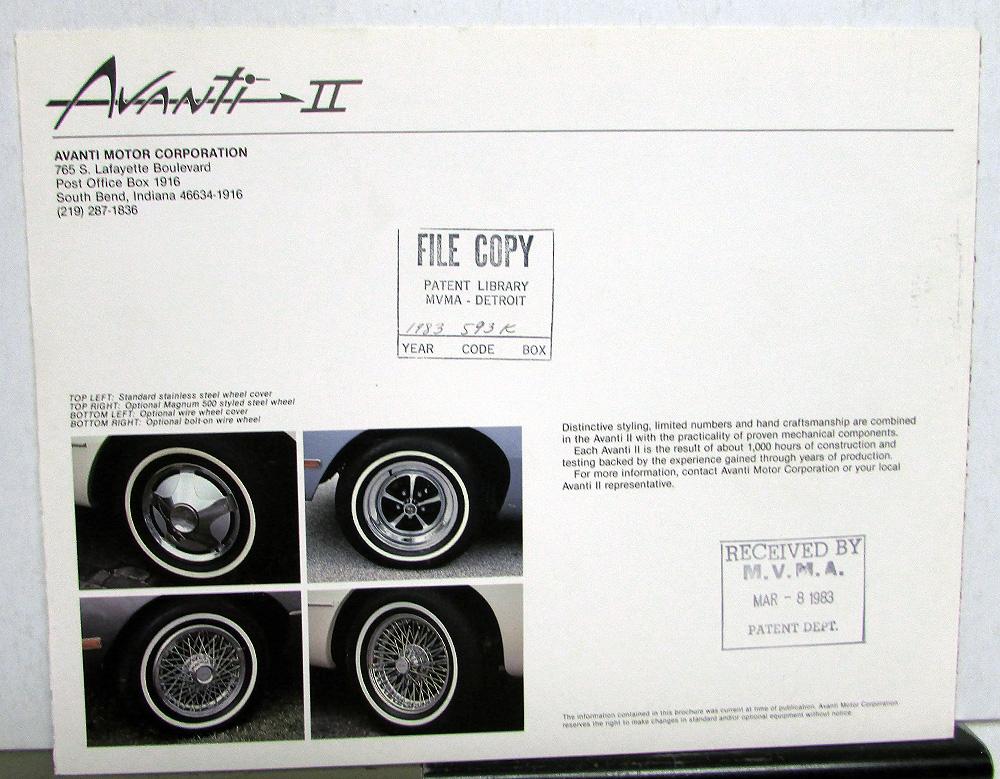 Avanti II
AVANTI MOTOR CORPORATION
765 S. Lafayette Boulevard
Post Office Box 1916
South Bend, Indiana 46634-1916
(219) 287-1836
FILE COPY
PATENT LIBRARY
MVMA - DETROIT
1983 593 K
YEAR CODE BOX
TOP LEFT: Standard stainless steel wheel cover
TOP RIGHT: Optional Magnum 500 styled steel wheel
BOTTOM LEFT: Optional wire wheel cover
BOTTOM RIGHT: Optional bolt-on wire wheel
Distinctive styling, limited numbers and hand craftsmanship are combined
in the Avanti II with the practicality of proven mechanical components.
Each Avanti II is the result of about 1,000 hours of construction and
testing backed by the experience gained through years of production.
For more information, contact Avanti Motor Corporation or your local
Avanti II representative.
RECEIVED BY
M.V.M.A.
MAR - 8 1983
PATENT DEPT.
The information contained in this brochure was current at time of publication. Avanti Motor Corporation
reserves the right to make changes in standard and/or optional equipment without notice.